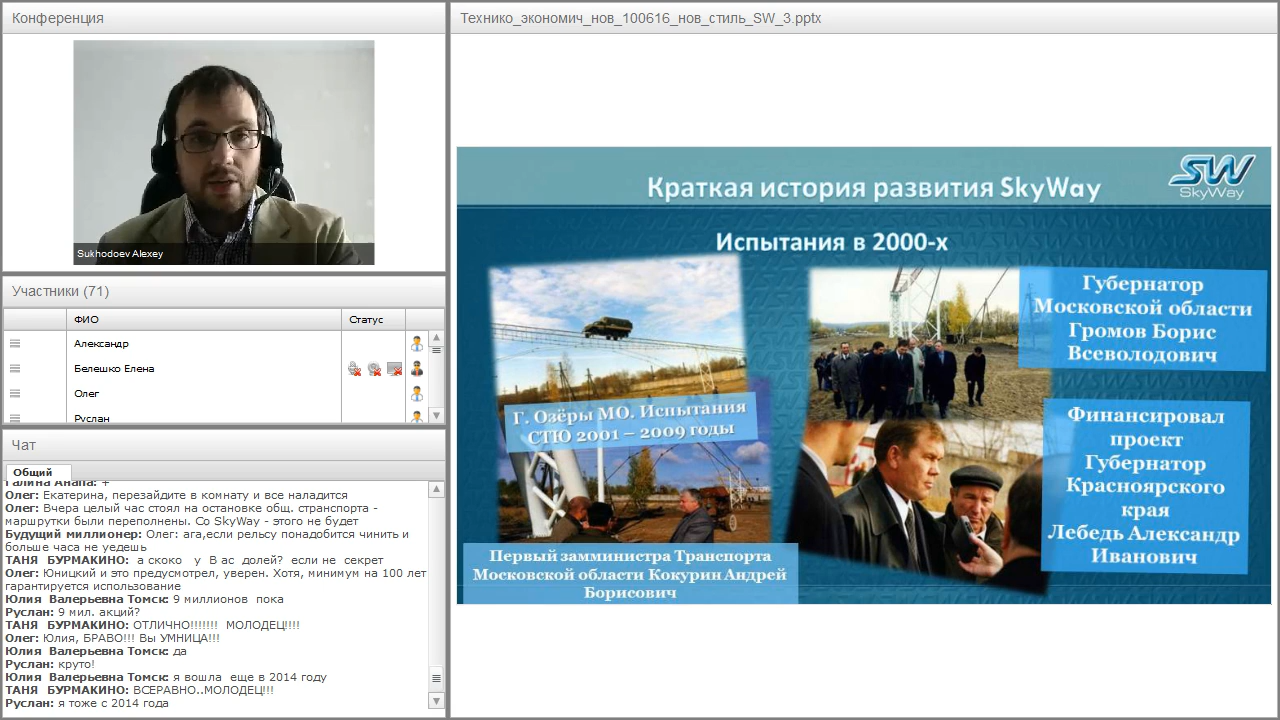 Конференция
Sukhodoev Alexey
Участники (71)
ФИО
Статус
Александр
Белешко Елена
Олег
Руслан
Чат
Общий
Галина Анапа: +
Олег: Екатерина, перезайдите в комнату и все наладится
Олег: Вчера целый час стоял на остановке общ. странспорта -
маршрутки были переполнены. Со SkyWay - этого не будет
Будущий миллионер: Олег: ага,если рельсу понадобится чинить и
больше часа не уедешь
ТАНЯ БУРМАКИНО: а скоко у В ас долей? если не секрет
Олег: Юницкий и это предусмотрел, уверен. Хотя, минимум на 100 лет
гарантируется использование
Юлия Валерьевна Томск: 9 миллионов пока
Руслан: 9 мил. акций?
ТАНЯ БУРМАКИНО: ОТЛИЧНО!!!!!!! МОЛОДЕЦ!!!!
Олег: Юлия, БРАВО!!! Вы УМНИЦА!!!
Юлия Валерьевна Томск: да
Руслан: круто!
Юлия Валерьевна Томск: я вошла еще в 2014 году
ТАНЯ БУРМАКИНО: ВСЕРАВНО..МОЛОДЕЦ!!!
Руслан: я тоже с 2014 года
Технико_экономич_нов_100616_нов_стиль_SW_3.pptx
Краткая история развития SkyWay
SW
SkyWay
Испытания в 2000-х
Г. Озёры МО. Испытания
СТЮ 2001 – 2009 годы
Первый замминистра Транспорта
Московской области Кокурин Андрей
Борисович
Губернатор
Московской области
Громов Борис
Всеволодович
Финансировал
проект
Губернатор
Красноярского
края
Лебедь Александр
Иванович